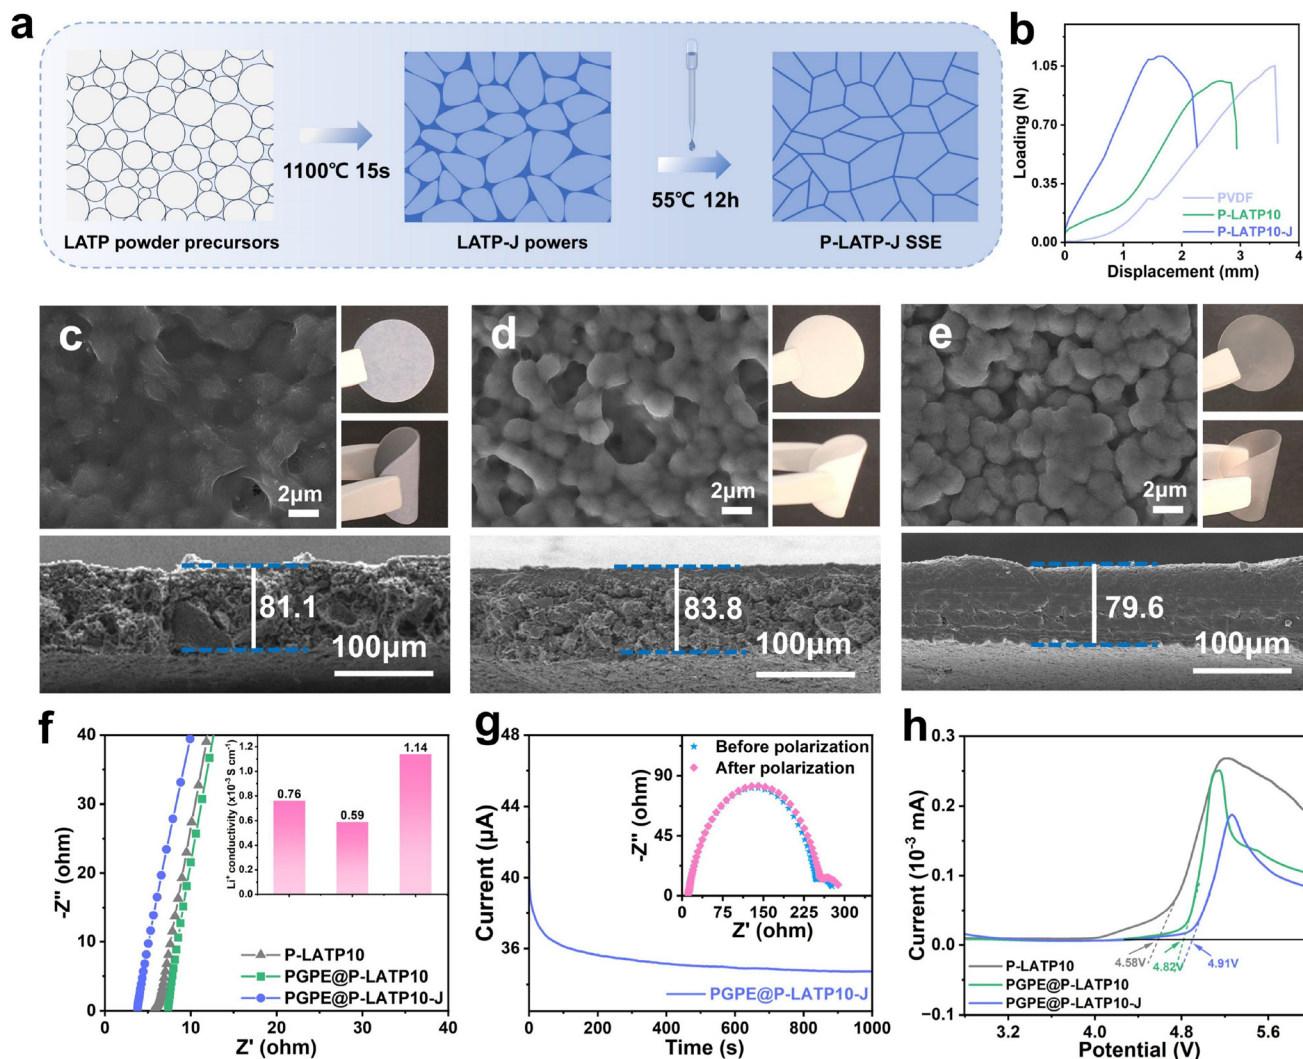 a
1100℃ 15s
55℃ 12h
LATP powder precursors
LATP-J powers
P-LATP-J SSE
b
Loading (N)
1.05
0.70
0.35
0.00
PVDF
P-LATP10
P-LATP10-J
0 1 2 3 4
Displacement (mm)
c
2μm
81.1
100μm
d
2μm
83.8
100μm
e
2μm
79.6
100μm
f
-Z″ (ohm)
40
30
20
10
0
Li⁺ conductivity (x10⁻³ S cm⁻¹)
1.2
1.0
0.8
0.6
0.4
0.2
0.0
0.76
0.59
1.14
P-LATP10
PGPE@P-LATP10
PGPE@P-LATP10-J
0 10 20 30 40
Z' (ohm)
g
Current (μA)
48
44
40
36
Before polarization
After polarization
-Z″ (ohm)
90
45
0
0 75 150 225 300
Z' (ohm)
PGPE@P-LATP10-J
0 200 400 600 800 1000
Time (s)
h
Current (10⁻³ mA)
0.3
0.2
0.1
0.0
−0.1
4.58V
4.82V
4.91V
P-LATP10
PGPE@P-LATP10
PGPE@P-LATP10-J
3.2 4.0 4.8 5.6
Potential (V)